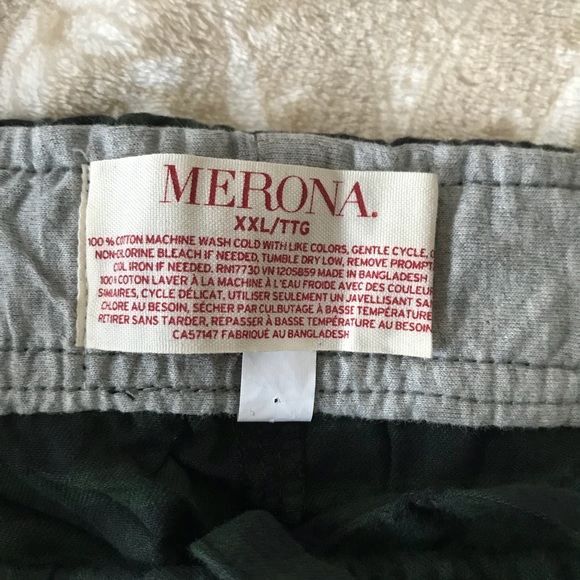 MERONA.
XXL/TTG
100 % COTTON MACHINE WASH COLD WITH LIKE COLORS, GENTLE CYCLE,
NON-CHLORINE BLEACH IF NEEDED, TUMBLE DRY LOW, REMOVE PROMPT
COOL IRON IF NEEDED. RN17730 VN 1205859 MADE IN BANGLADESH
100% COTON LAVER À LA MACHINE À L'EAU FROIDE AVEC DES COULEUR
SIMILAIRES, CYCLE DÉLICAT, UTILISER SEULEMENT UN JAVELLISANT SA
CHLORE AU BESOIN, SÉCHER PAR CULBUTAGE À BASSE TEMPÉRATURE
RETIRER SANS TARDER, REPASSER À BASSE TEMPÉRATURE AU BESOIN
CA57147 FABRIQUÉ AU BANGLADESH